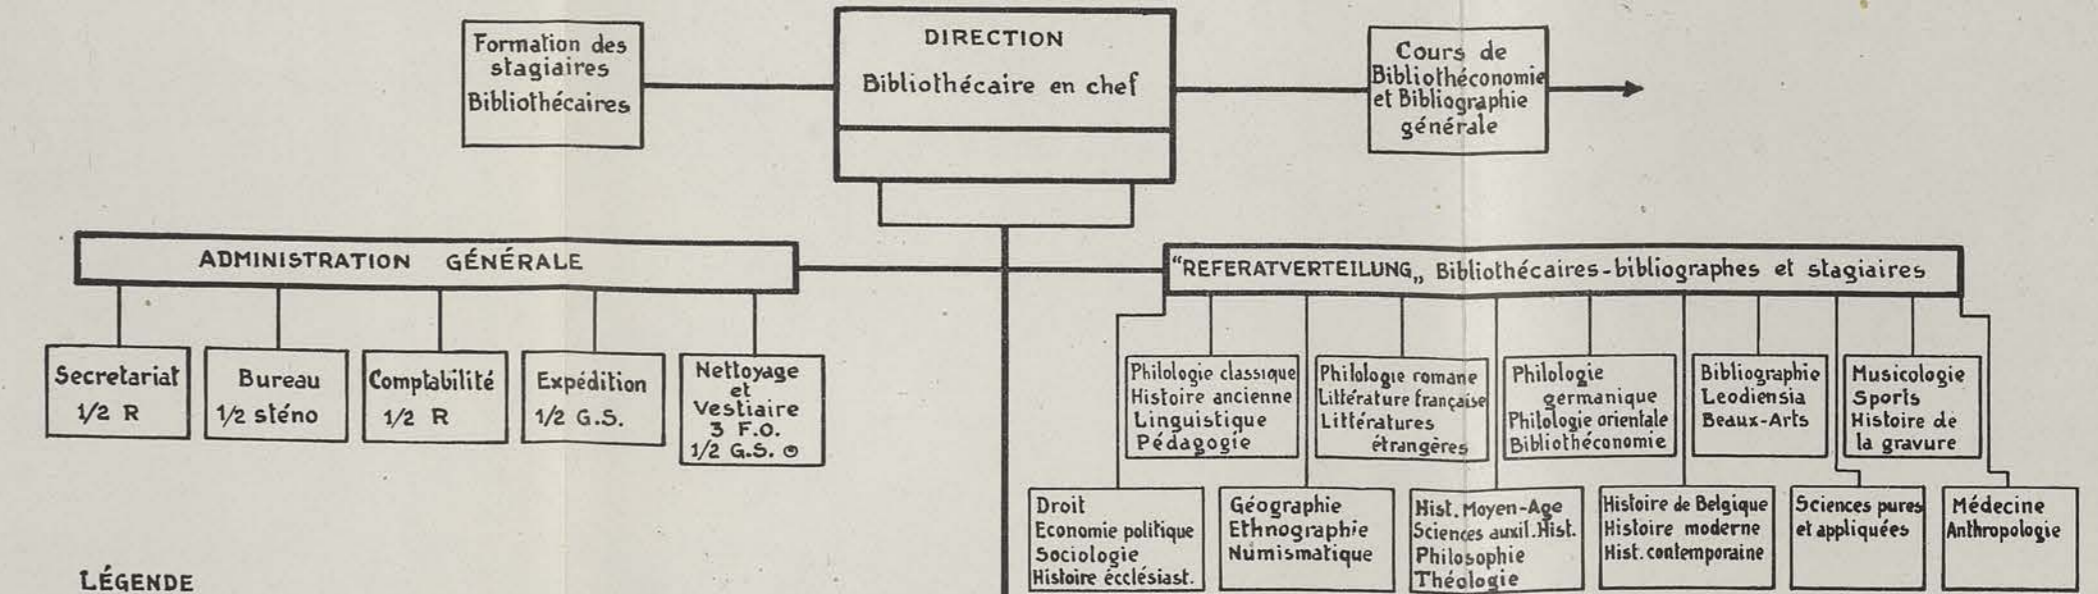 Formation des
stagiaires
Bibliothécaires
DIRECTION
Bibliothécaire en chef
Cours de
Bibliothéconomie
et Bibliographie
générale
ADMINISTRATION GÉNÉRALE
"REFERATVERTEILUNG„ Bibliothécaires-bibliographes et stagiaires
Secretariat
1/2 R
Bureau
1/2 sténo
Comptabilité
1/2 R
Expédition
1/2 G.S.
Nettoyage
et
Vestiaire
3 F.O.
1/2 G.S. ⊙
Philologie classique
Histoire ancienne
Linguistique
Pédagogie
Philologie romane
Littérature française
Littératures
étrangères
Philologie
germanique
Philologie orientale
Bibliothéconomie
Bibliographie
Leodiensia
Beaux-Arts
Musicologie
Sports
Histoire de
la gravure
Droit
Economie politique
Sociologie
Histoire écclésiast.
Géographie
Ethnographie
Numismatique
Hist. Moyen-Age
Sciences auxil. Hist.
Philosophie
Théologie
Histoire de Belgique
Histoire moderne
Hist. contemporaine
Sciences pures
et appliquées
Médecine
Anthropologie
LÉGENDE